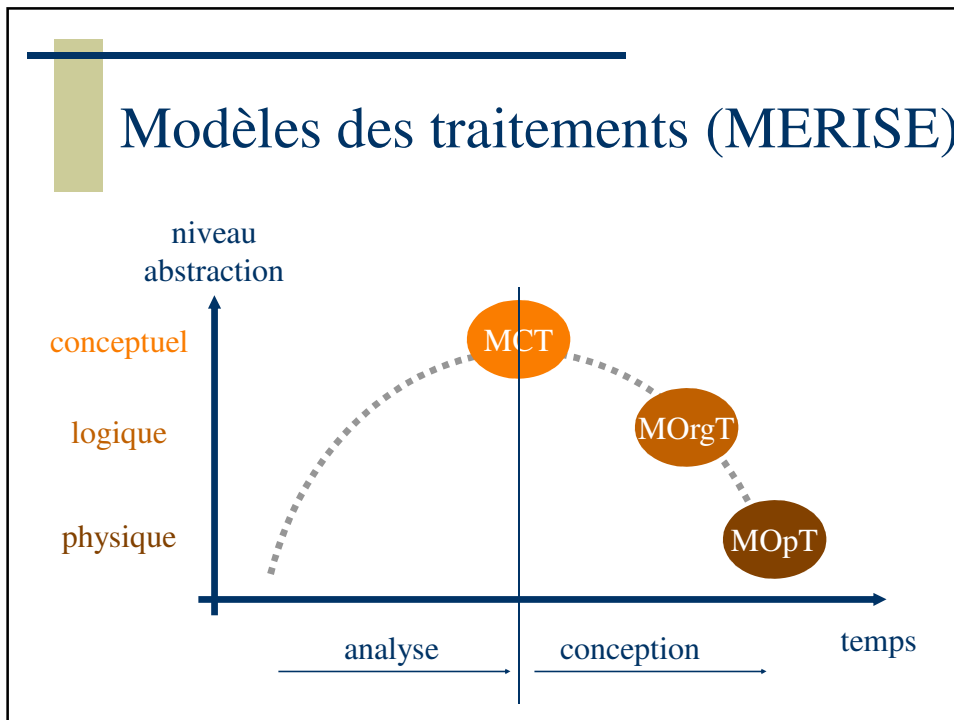 Modèles des traitements (MERISE)
niveau
abstraction
conceptuel
MCT
logique
MOrgT
physique
MOpT
temps
analyse
conception